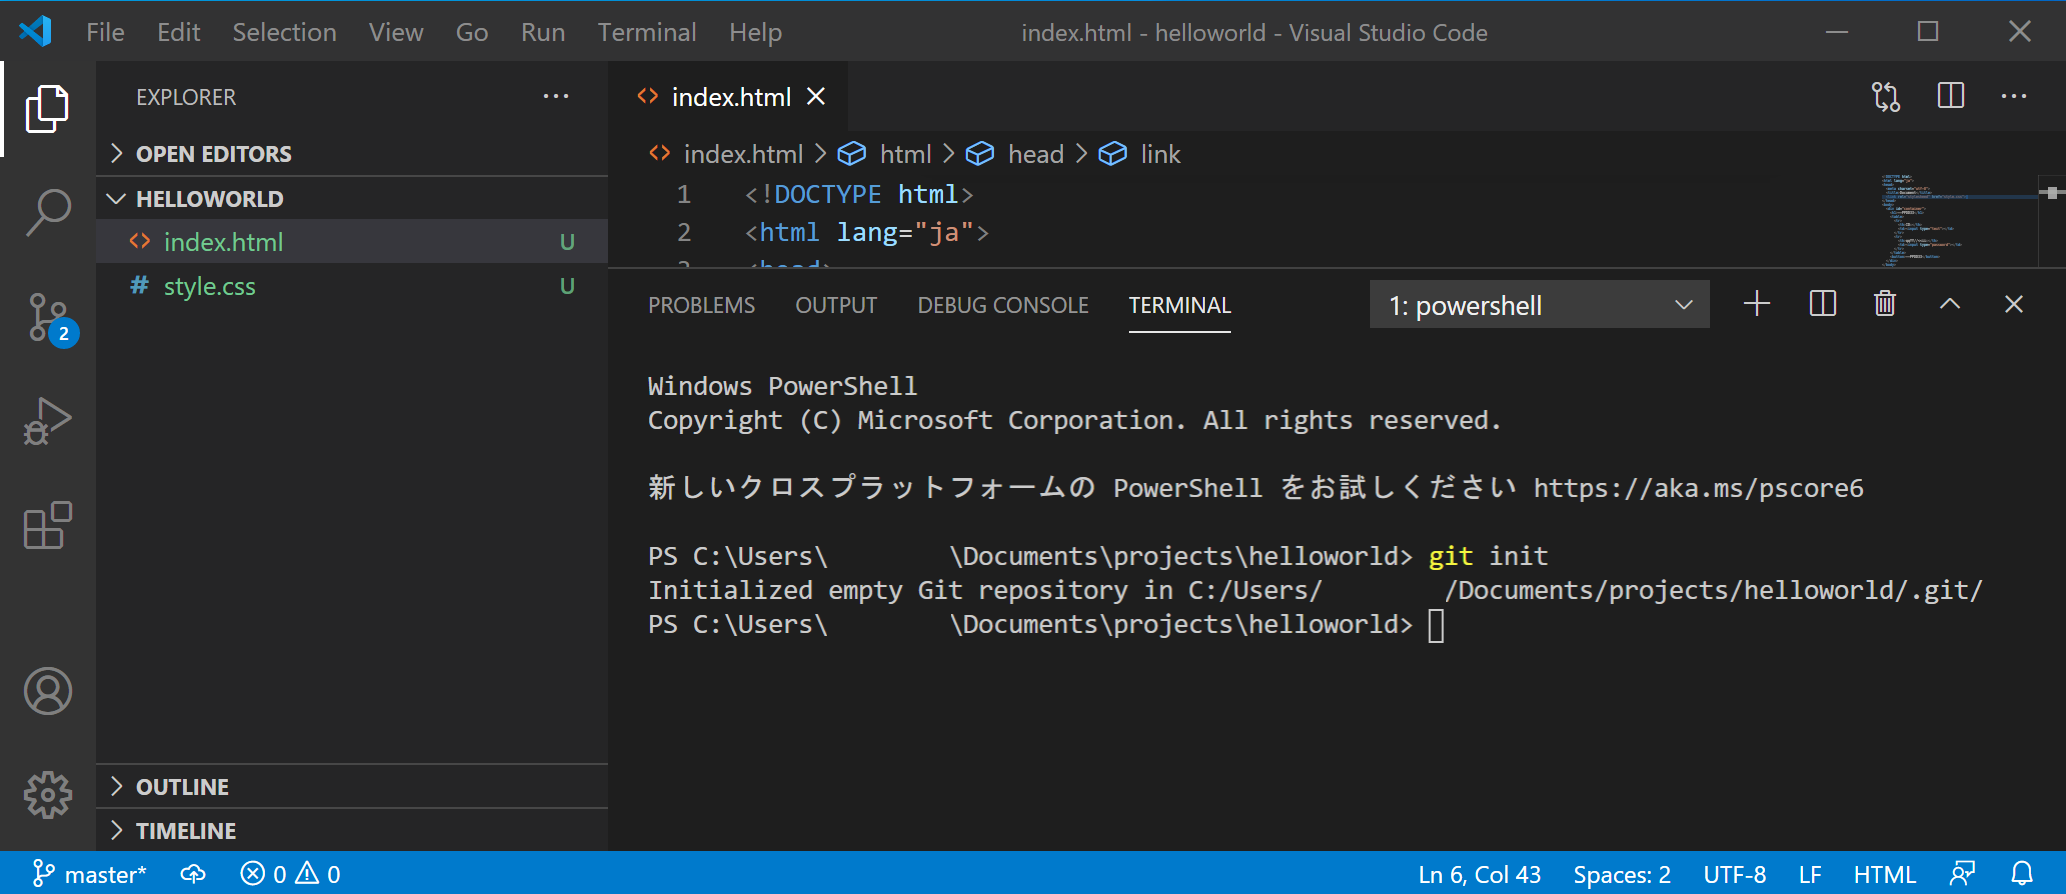 File Edit Selection View Go Run Terminal Help index.html - helloworld - Visual Studio Code
EXPLORER
OPEN EDITORS
HELLOWORLD
index.html U
style.css U
2
OUTLINE
TIMELINE
index.html
index.html > html > head > link
1 <!DOCTYPE html>
2 <html lang="ja">
3 <head>
PROBLEMS OUTPUT DEBUG CONSOLE TERMINAL 1: powershell
Windows PowerShell
Copyright (C) Microsoft Corporation. All rights reserved.
新しいクロスプラットフォームの PowerShell をお試しください https://aka.ms/pscore6
PS C:\Users\ \Documents\projects\helloworld> git init
Initialized empty Git repository in C:/Users/ /Documents/projects/helloworld/.git/
PS C:\Users\ \Documents\projects\helloworld>
master* 0 0 Ln 6, Col 43 Spaces: 2 UTF-8 LF HTML